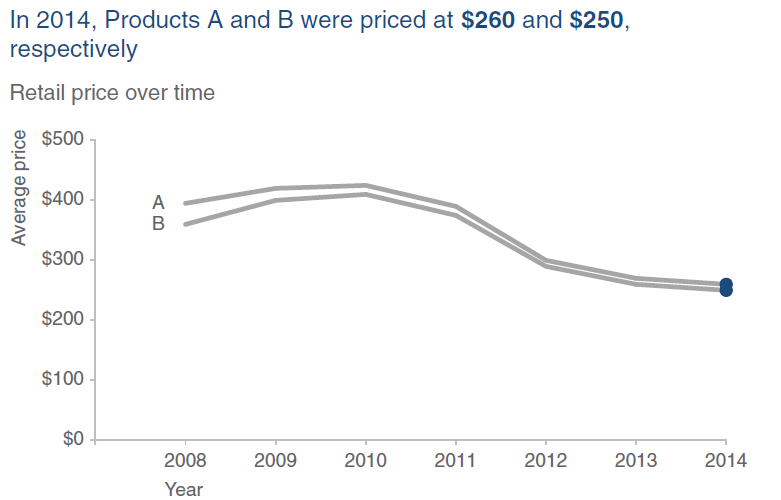 In 2014, Products A and B were priced at $260 and $250,
respectively
Retail price over time
Average price
$500
$400
$300
$200
$100
$0
A
B
2008 2009 2010 2011 2012 2013 2014
Year